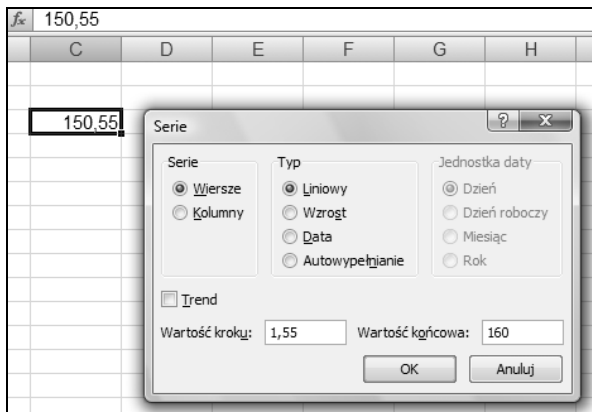 fx 150,55
C D E F G H
150,55
Serie
? X
Serie Typ Jednostka daty
Wiersze Liniowy Dzień
Kolumny Wzrost Dzień roboczy
Data Miesiąc
Autowypełnianie Rok
Trend
Wartość kroku: 1,55 Wartość końcowa: 160
OK Anuluj